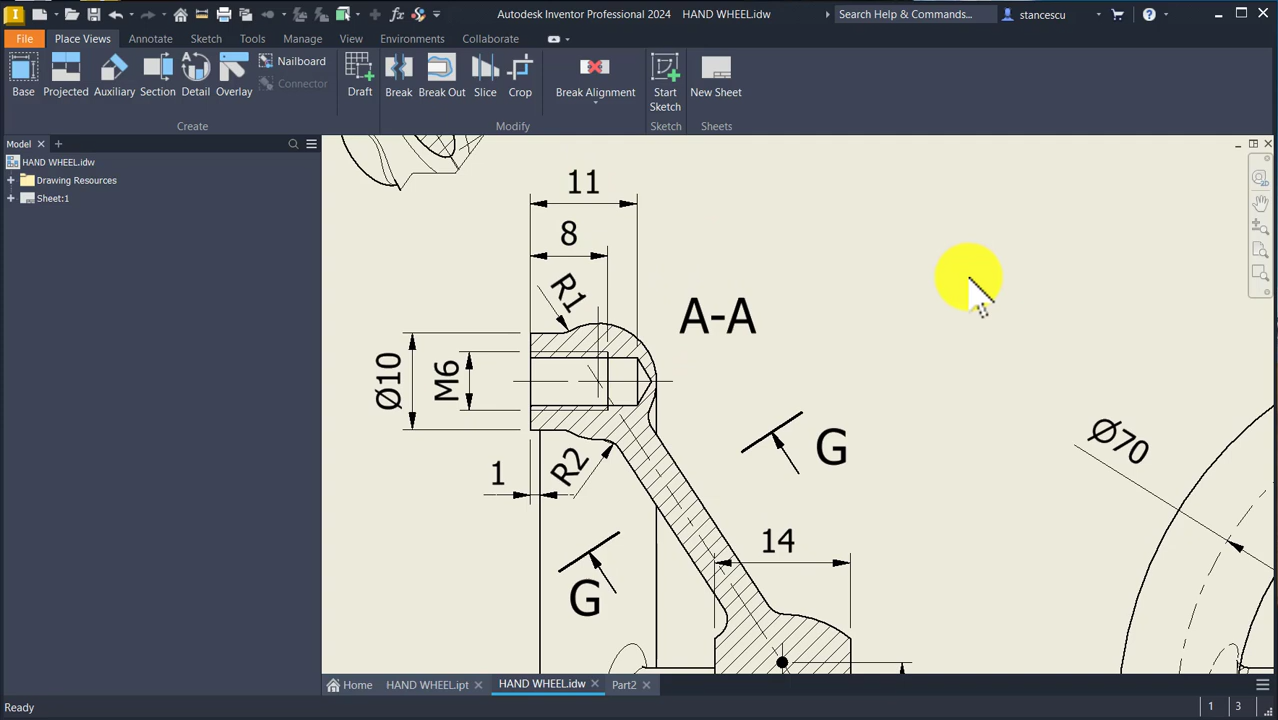 Autodesk Inventor Professional 2024 HAND WHEEL.idw
Search Help & Commands...
stancescu
File
Place Views
Annotate
Sketch
Tools
Manage
View
Environments
Collaborate
Base
Projected
Auxiliary
Section
Detail
Overlay
Nailboard
Connector
Draft
Break
Break Out
Slice
Crop
Break Alignment
Start
Sketch
New Sheet
Create
Modify
Sketch
Sheets
Model
HAND WHEEL.idw
Drawing Resources
Sheet:1
11
8
R1
A-A
Ø10
M6
G
Ø70
1
R2
14
G
Home
HAND WHEEL.ipt
HAND WHEEL.idw
Part2
Ready
1
3